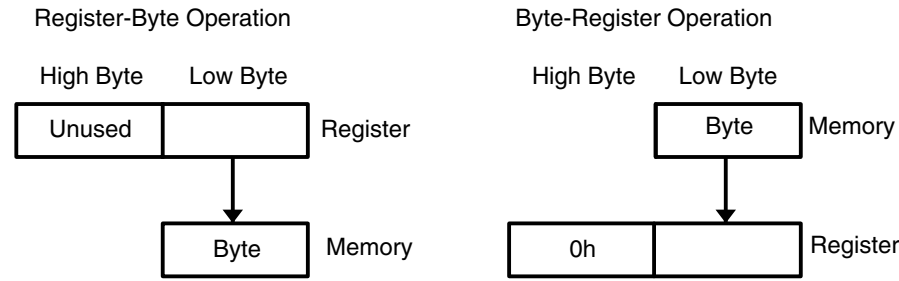 Register-Byte Operation
High Byte Low Byte
Unused Register
Byte Memory
Byte-Register Operation
High Byte Low Byte
Byte Memory
0h Register